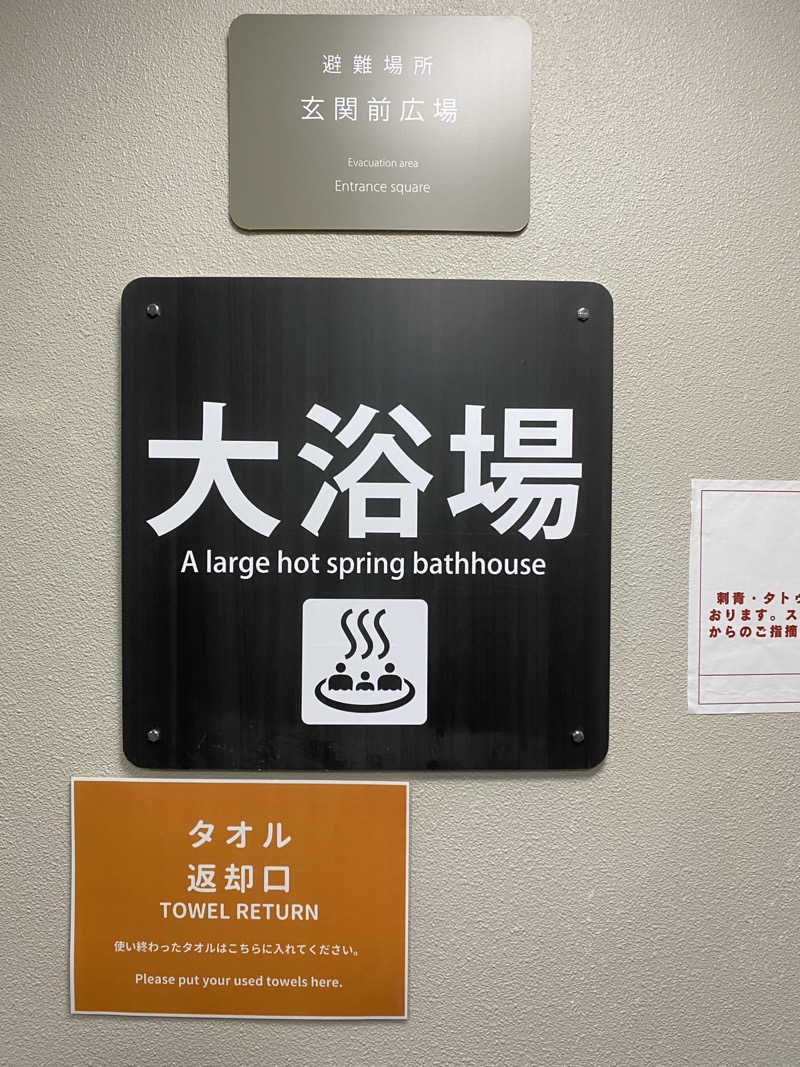 避難場所
玄関前広場
Evacuation area
Entrance square
大浴場
A large hot spring bathhouse
刺青・タトゥ
おります。ス
からのご指摘
タオル
返却口
TOWEL RETURN
使い終わったタオルはこちらに入れてください。
Please put your used towels here.